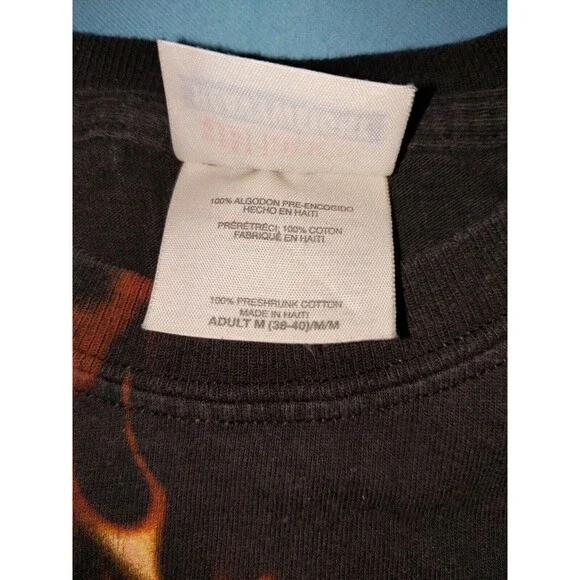 100% ALGODON PRE-ENCOGIDO
HECHO EN HAITI
PRÉRÉTRÉCI; 100% COTON
FABRIQUÉ EN HAITI
100% PRESHRUNK COTTON
MADE IN HAITI
ADULT M (38-40)/M/M